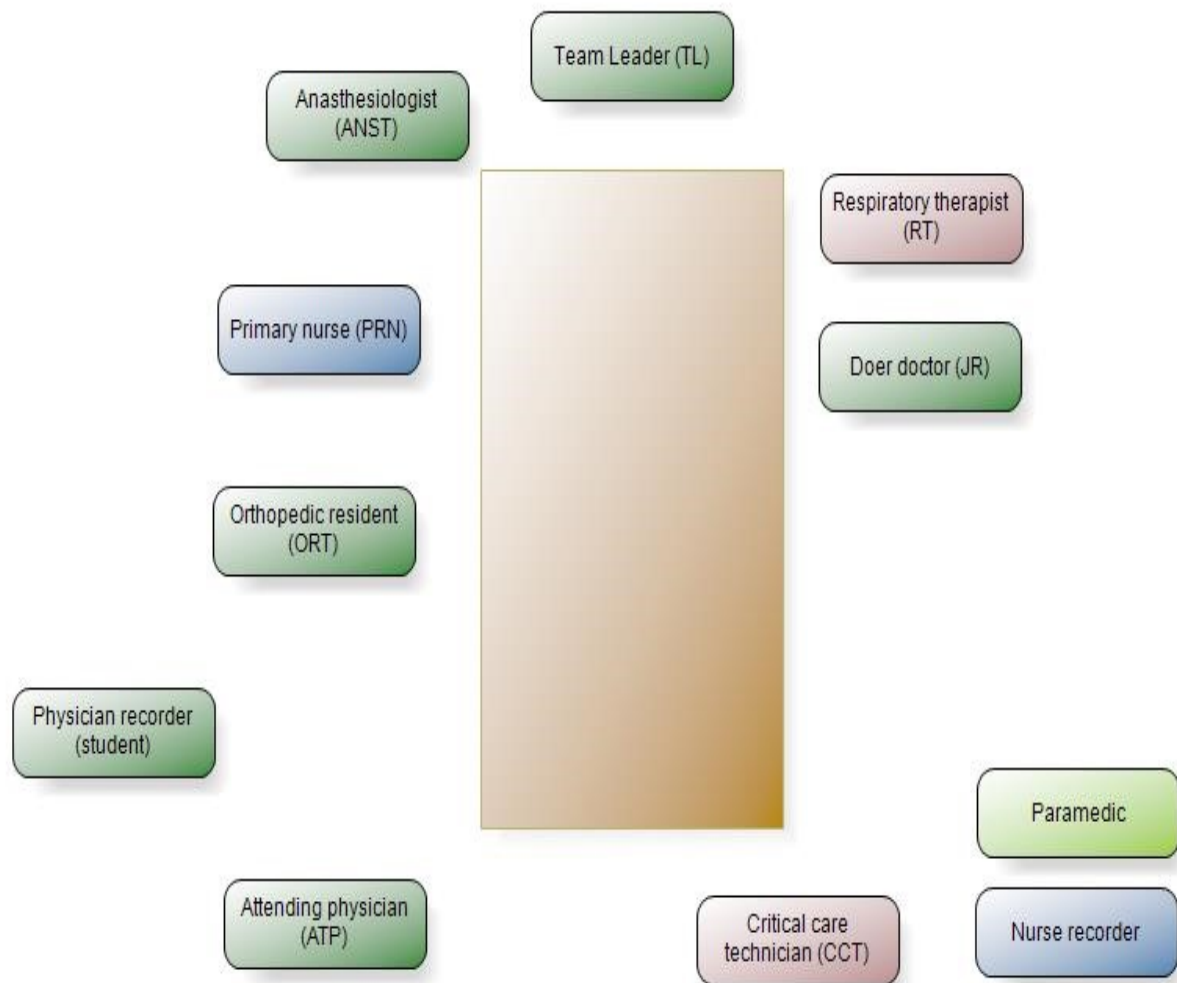 Team Leader (TL)
Anasthesiologist
(ANST)
Respiratory therapist
(RT)
Primary nurse (PRN)
Doer doctor (JR)
Orthopedic resident
(ORT)
Physician recorder
(student)
Paramedic
Attending physician
(ATP)
Critical care
technician (CCT)
Nurse recorder